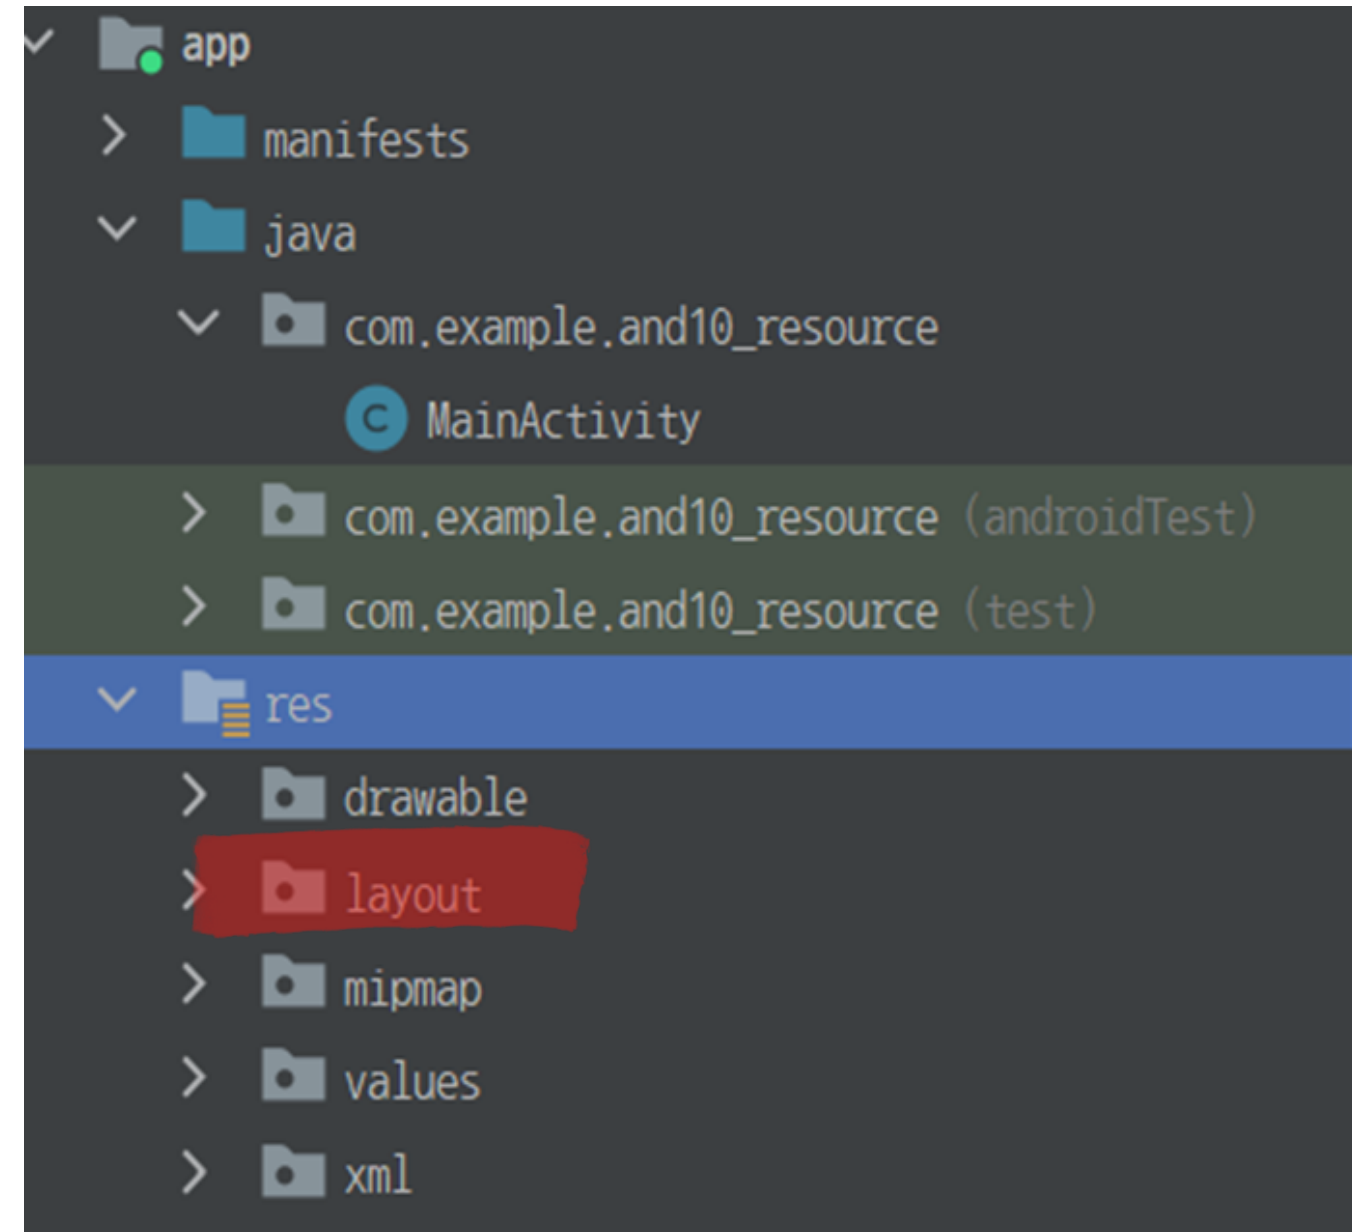 app
manifests
java
com.example.and10_resource
MainActivity
com.example.and10_resource (androidTest)
com.example.and10_resource (test)
res
drawable
layout
mipmap
values
xml